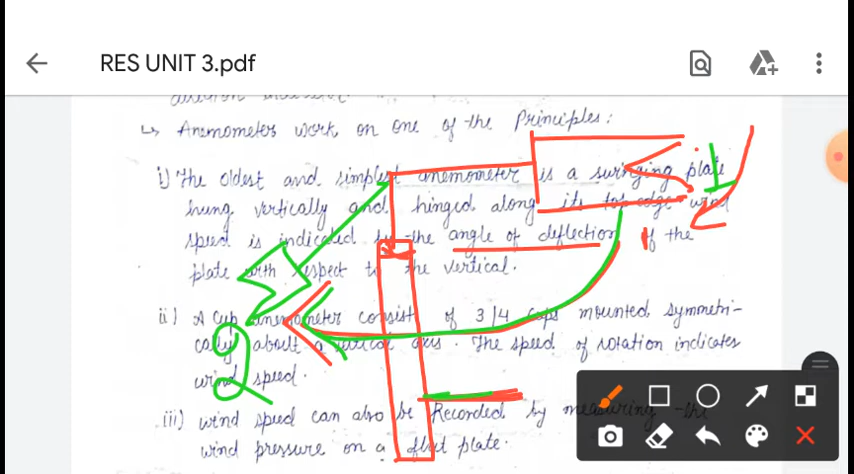 RES UNIT 3.pdf
direction indicator.
↳ Anemometer work on one of the Principles:
i) The oldest and simplest anemometer is a swinging plate
hung vertically and hinged along its top edge wind
speed is indicated by the angle of deflection of the
plate with respect to the vertical.
ii) A Cup anemometer consist of 3/4 cups mounted symmetri-
cally about a vertical axis. The speed of rotation indicates
wind speed.
iii) wind speed can also be Recorded by measuring the
wind pressure on a flat plate.